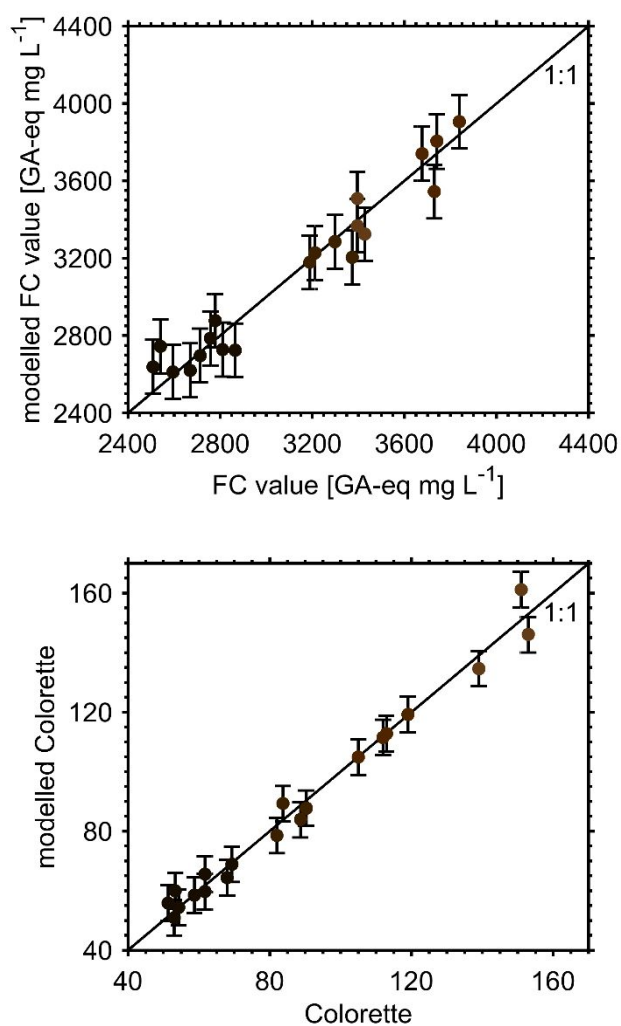 modelled FC value [GA-eq mg L⁻¹]
4400
4000
3600
3200
2800
2400
1:1
2400 2800 3200 3600 4000 4400
FC value [GA-eq mg L⁻¹]
modelled Colorette
160
120
80
40
1:1
40 80 120 160
Colorette